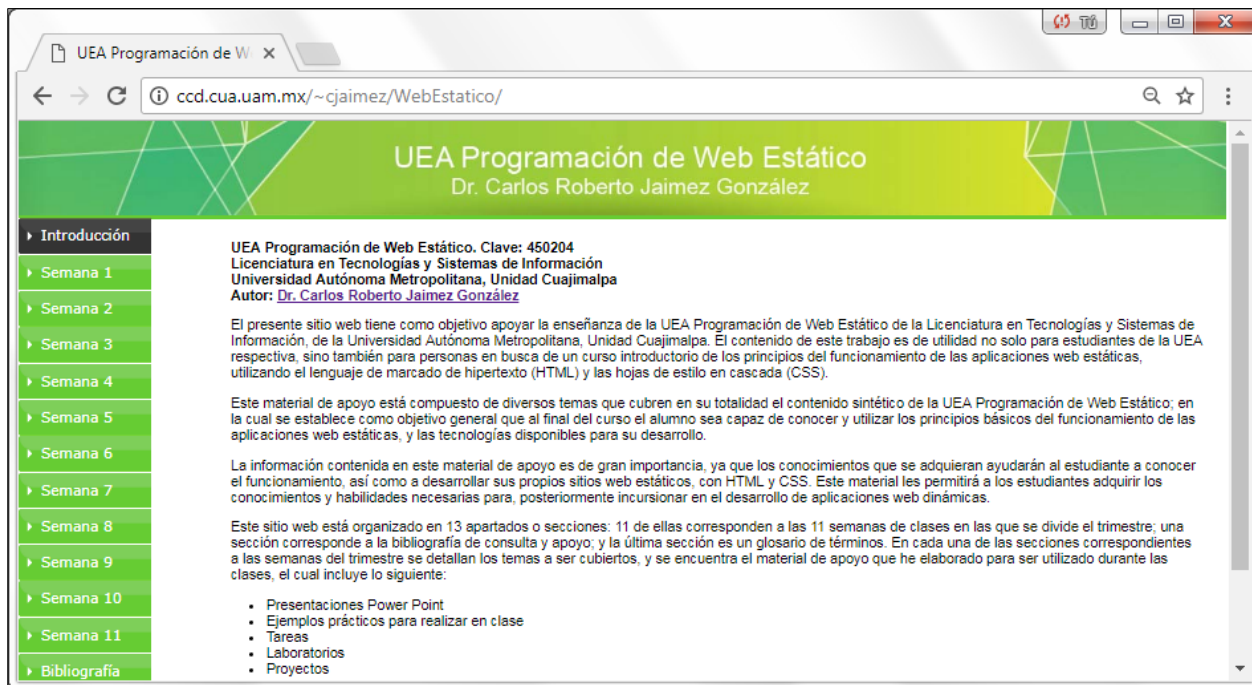 Tú
UEA Programación de W
ccd.cua.uam.mx/~cjaimez/WebEstatico/
UEA Programación de Web Estático
Dr. Carlos Roberto Jaimez González
Introducción
Semana 1
Semana 2
Semana 3
Semana 4
Semana 5
Semana 6
Semana 7
Semana 8
Semana 9
Semana 10
Semana 11
Bibliografía
UEA Programación de Web Estático. Clave: 450204
Licenciatura en Tecnologías y Sistemas de Información
Universidad Autónoma Metropolitana, Unidad Cuajimalpa
Autor: Dr. Carlos Roberto Jaimez González
El presente sitio web tiene como objetivo apoyar la enseñanza de la UEA Programación de Web Estático de la Licenciatura en Tecnologías y Sistemas de
Información, de la Universidad Autónoma Metropolitana, Unidad Cuajimalpa. El contenido de este trabajo es de utilidad no solo para estudiantes de la UEA
respectiva, sino también para personas en busca de un curso introductorio de los principios del funcionamiento de las aplicaciones web estáticas,
utilizando el lenguaje de marcado de hipertexto (HTML) y las hojas de estilo en cascada (CSS).
Este material de apoyo está compuesto de diversos temas que cubren en su totalidad el contenido sintético de la UEA Programación de Web Estático; en
la cual se establece como objetivo general que al final del curso el alumno sea capaz de conocer y utilizar los principios básicos del funcionamiento de las
aplicaciones web estáticas, y las tecnologías disponibles para su desarrollo.
La información contenida en este material de apoyo es de gran importancia, ya que los conocimientos que se adquieran ayudarán al estudiante a conocer
el funcionamiento, así como a desarrollar sus propios sitios web estáticos, con HTML y CSS. Este material les permitirá a los estudiantes adquirir los
conocimientos y habilidades necesarias para, posteriormente incursionar en el desarrollo de aplicaciones web dinámicas.
Este sitio web está organizado en 13 apartados o secciones: 11 de ellas corresponden a las 11 semanas de clases en las que se divide el trimestre; una
sección corresponde a la bibliografía de consulta y apoyo; y la última sección es un glosario de términos. En cada una de las secciones correspondientes
a las semanas del trimestre se detallan los temas a ser cubiertos, y se encuentra el material de apoyo que he elaborado para ser utilizado durante las
clases, el cual incluye lo siguiente:
Presentaciones Power Point
Ejemplos prácticos para realizar en clase
Tareas
Laboratorios
Proyectos